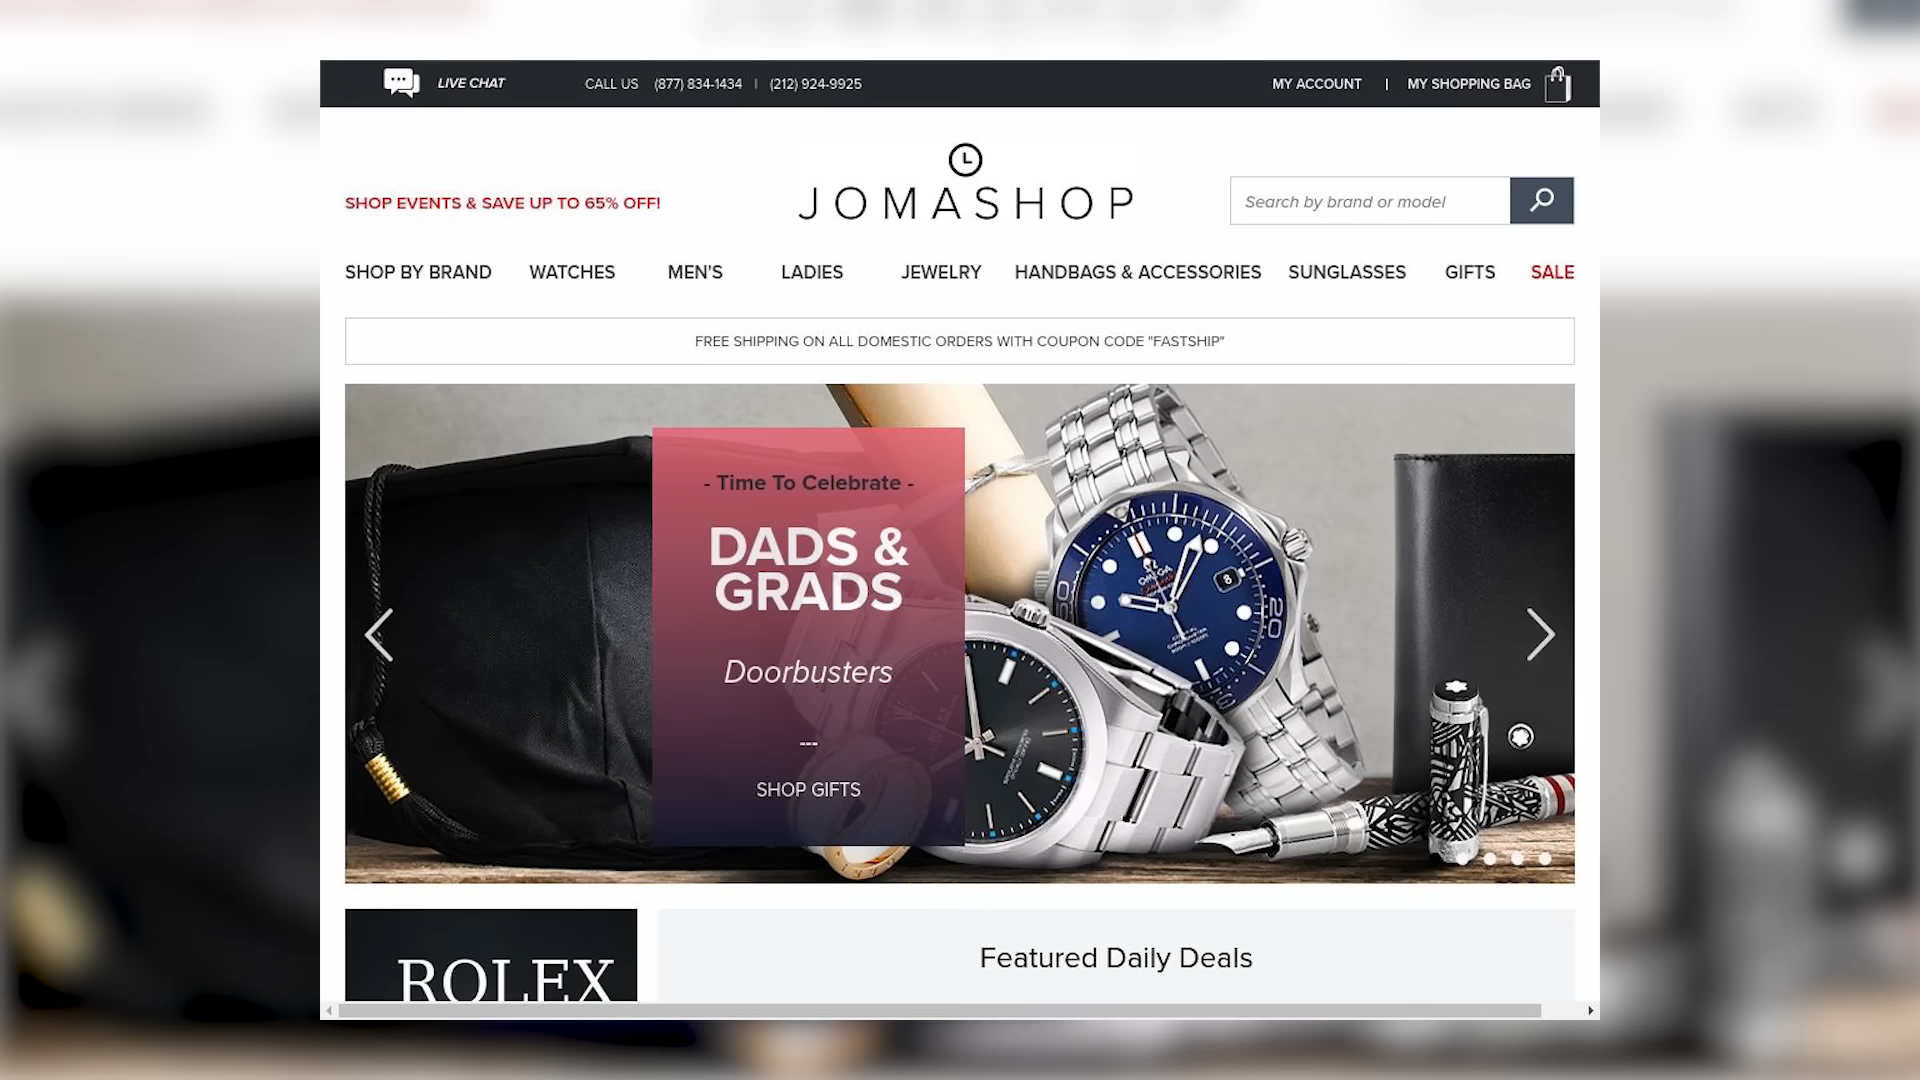 LIVE CHAT
CALL US (877) 834-1434 | (212) 924-9925
MY ACCOUNT | MY SHOPPING BAG
SHOP EVENTS & SAVE UP TO 65% OFF!
JOMASHOP
Search by brand or model
SHOP BY BRAND WATCHES MEN'S LADIES JEWELRY HANDBAGS & ACCESSORIES SUNGLASSES GIFTS SALE
FREE SHIPPING ON ALL DOMESTIC ORDERS WITH COUPON CODE "FASTSHIP"
- Time To Celebrate -
DADS &
GRADS
Doorbusters
---
SHOP GIFTS
OMEGA
8
20
ROLEX
Featured Daily Deals